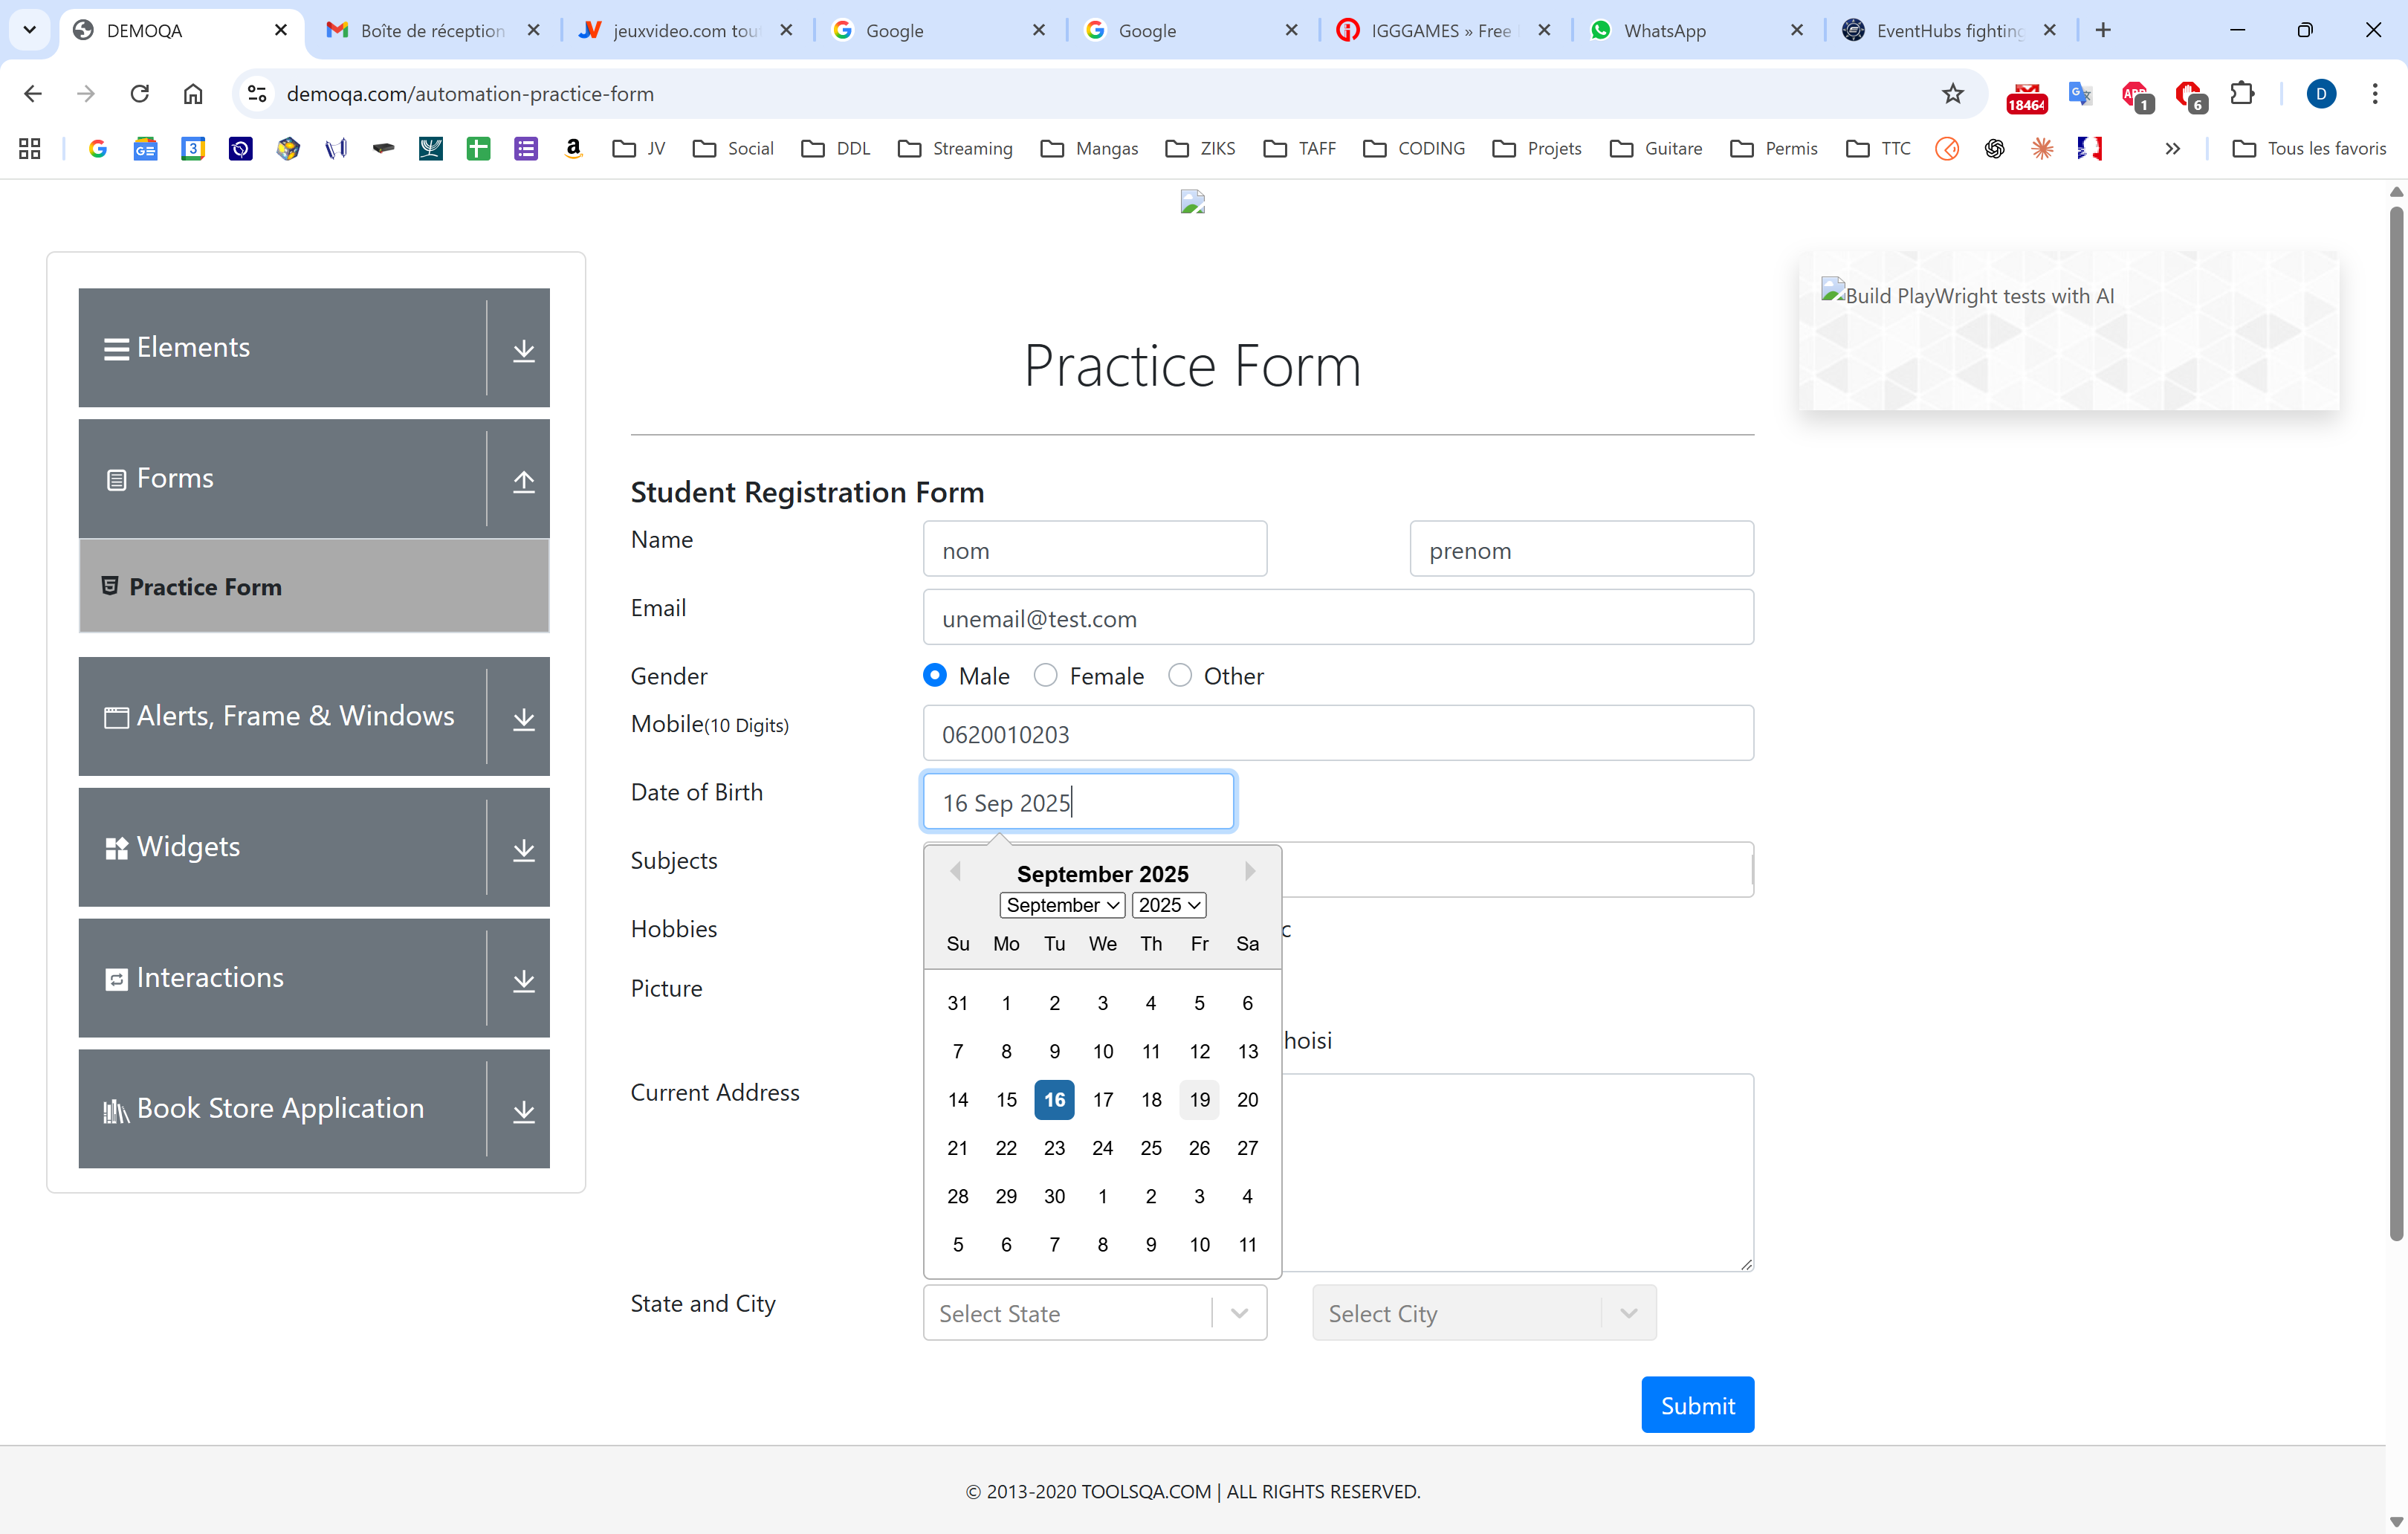 DEMOQA
Boîte de réception
jeuxvideo.com tou
Google
Google
IGGGAMES » Free
WhatsApp
EventHubs fighting
demoqa.com/automation-practice-form
18464
1
6
D
3
JV
Social
DDL
Streaming
Mangas
ZIKS
TAFF
CODING
Projets
Guitare
Permis
TTC
Tous les favoris
Elements
Forms
Practice Form
Alerts, Frame & Windows
Widgets
Interactions
Book Store Application
Practice Form
Student Registration Form
Name
nom
prenom
Email
unemail@test.com
Gender
Male
Female
Other
Mobile(10 Digits)
0620010203
Date of Birth
16 Sep 2025
September 2025
September 2025
Su Mo Tu We Th Fr Sa
31 1 2 3 4 5 6
7 8 9 10 11 12 13
14 15 16 17 18 19 20
21 22 23 24 25 26 27
28 29 30 1 2 3 4
5 6 7 8 9 10 11
Subjects
Hobbies
c
Picture
hoisi
Current Address
State and City
Select State
Select City
Submit
Build PlayWright tests with AI
© 2013-2020 TOOLSQA.COM | ALL RIGHTS RESERVED.